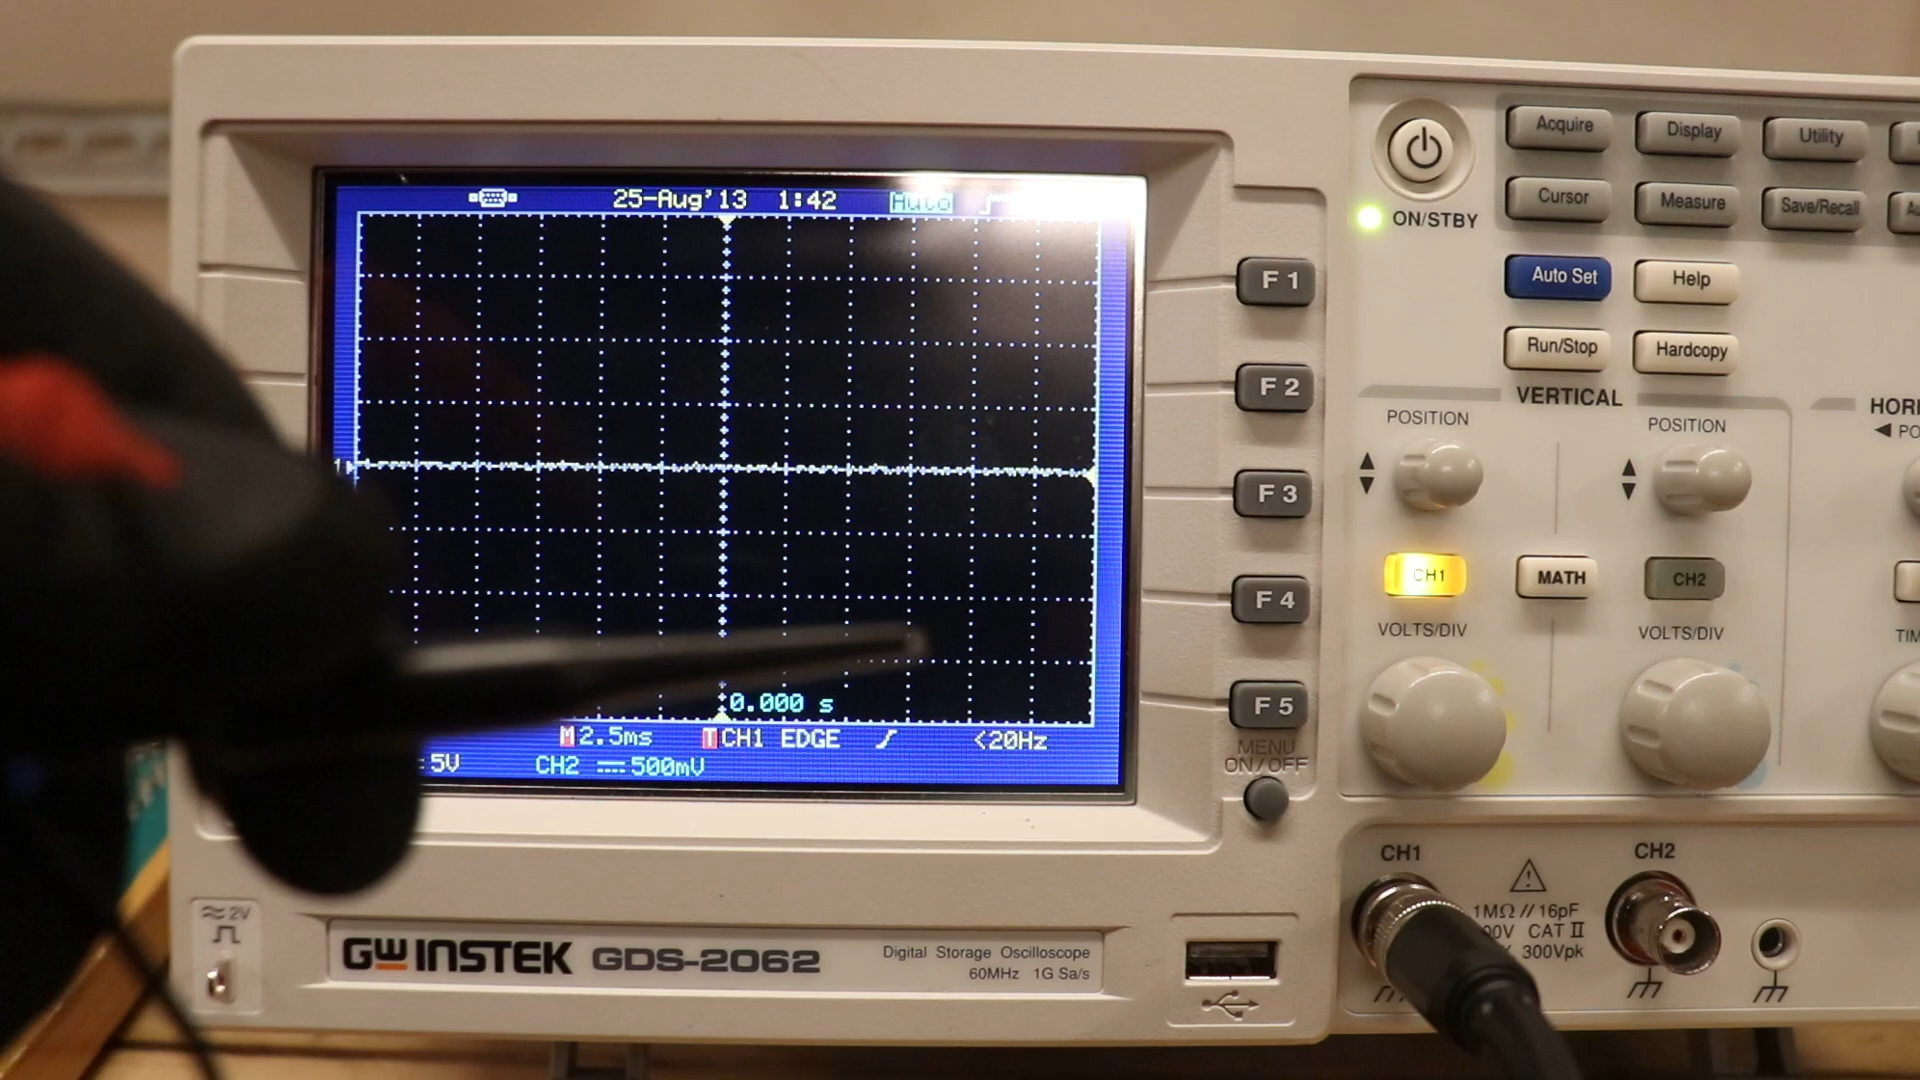 25-Aug'13 1:42 Auto
1
0.000 s
M 2.5ms T CH1 EDGE <20Hz
5V CH2 500mV
F 1
F 2
F 3
F 4
F 5
MENU
ON/OFF
ON/STBY
Acquire Display Utility
Cursor Measure Save/Recall
Auto Set Help
Run/Stop Hardcopy
VERTICAL
POSITION POSITION
CH1 MATH CH2
VOLTS/DIV VOLTS/DIV
CH1 CH2
1MΩ // 16pF
CAT II
300Vpk
≈2V
GW INSTEK GDS-2062
Digital Storage Oscilloscope
60MHz 1G Sa/s